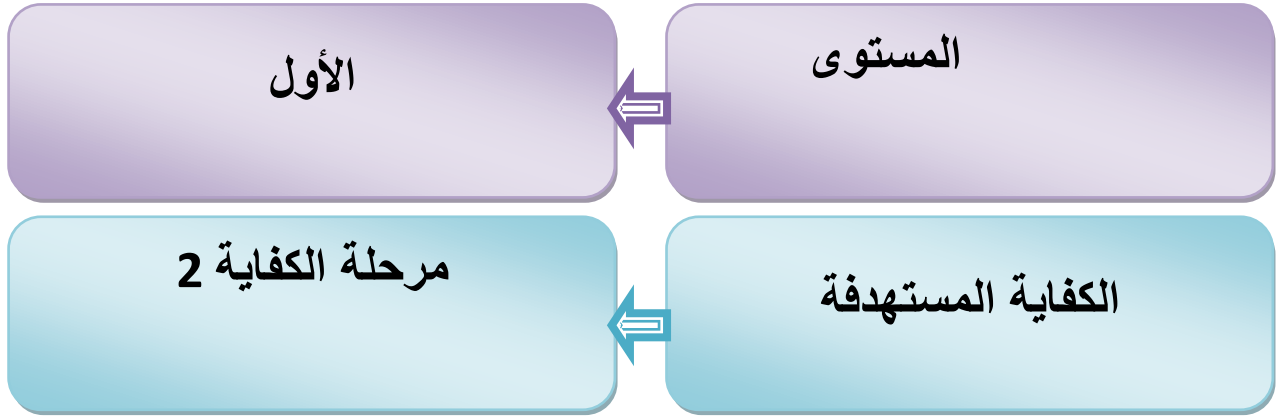 المستوى
الأول
الكفاية المستهدفة
مرحلة الكفاية 2